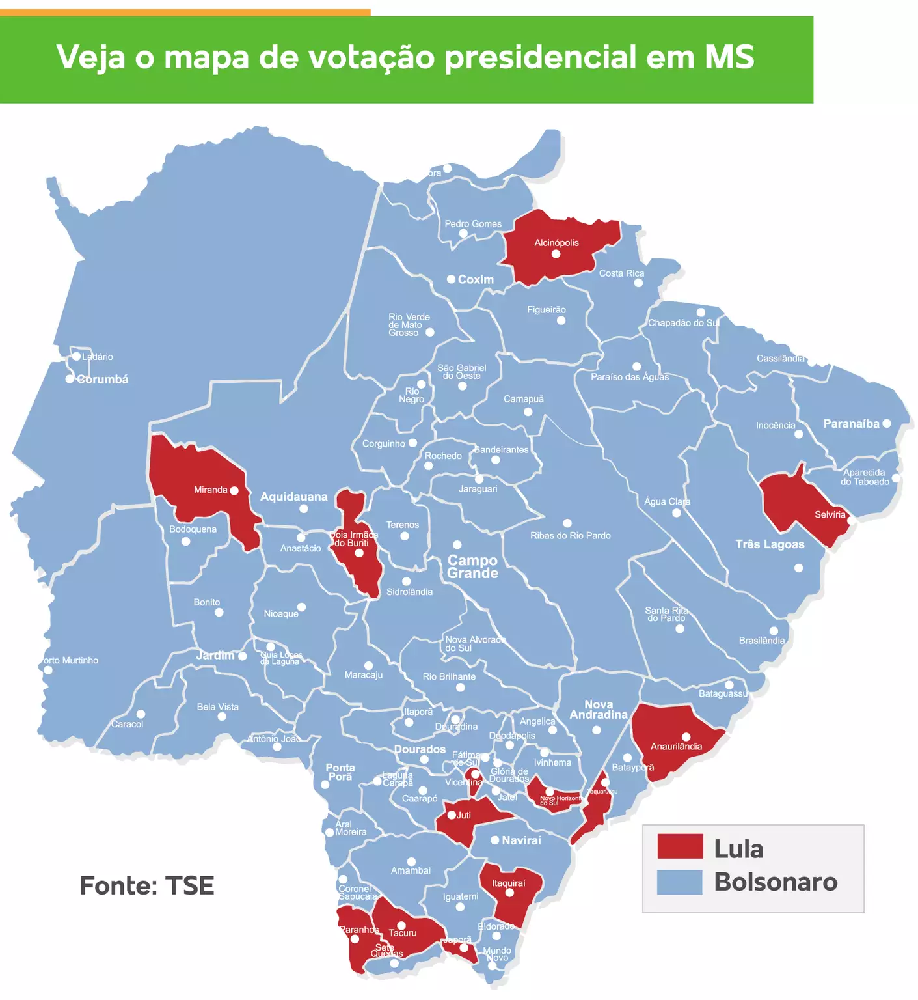 Veja o mapa de votação presidencial em MS
ora
Pedro Gomes
Alcinópolis
Costa Rica
Coxim
Figueirão
Rio Verde
de Mato
Grosso
Chapadão do Sul
Ladário
Corumbá
Cassilândia
São Gabriel
do Oeste
Paraíso das Águas
Rio
Negro
Camapuã
Inocência
Paranaíba
Corguinho
Rochedo
Bandeirantes
Aparecida
do Taboado
Miranda
Aquidauana
Jaraguari
Água Clara
Selvíria
Bodoquena
Terenos
Dois Irmãos
do Buriti
Anastácio
Ribas do Rio Pardo
Três Lagoas
Campo
Grande
Sidrolândia
Bonito
Nioaque
Santa Rita
do Pardo
Nova Alvorada
do Sul
Brasilândia
Jardim
Guia Lopes
da Laguna
orto Murtinho
Maracaju
Rio Brilhante
Bataguassu
Bela Vista
Caracol
Itaporã
Douradina
Angelica
Nova
Andradina
Antônio João
Deodápolis
Anaurilândia
Dourados
Fátima
do Sul
Ivinhema
Batayporã
Ponta
Porã
Laguna
Carapã
Vicentina
Glória de
Dourados
Caarapó
Jateí
Novo Horizont
do Sul
Taquarussu
Juti
Aral
Moreira
Naviraí
Lula
Amambai
Bolsonaro
Fonte: TSE
Itaquiraí
Coronel
Sapucaia
Iguatemi
Paranhos
Tacuru
Eldorado
Japorã
Sete
Quedas
Mundo
Novo